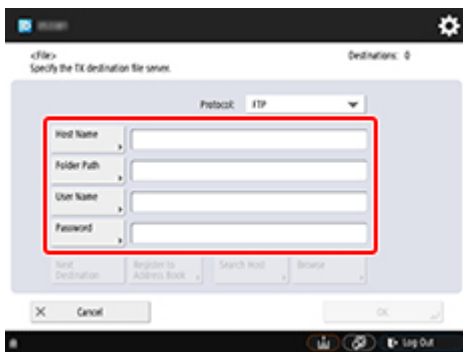 <File>
Destinations: 0
Specify the TX destination file server.
Protocol: FTP
Host Name
Folder Path
User Name
Password
Next Destination
Register to Address Book
Search Host
Browse
Cancel
OK
Log Out